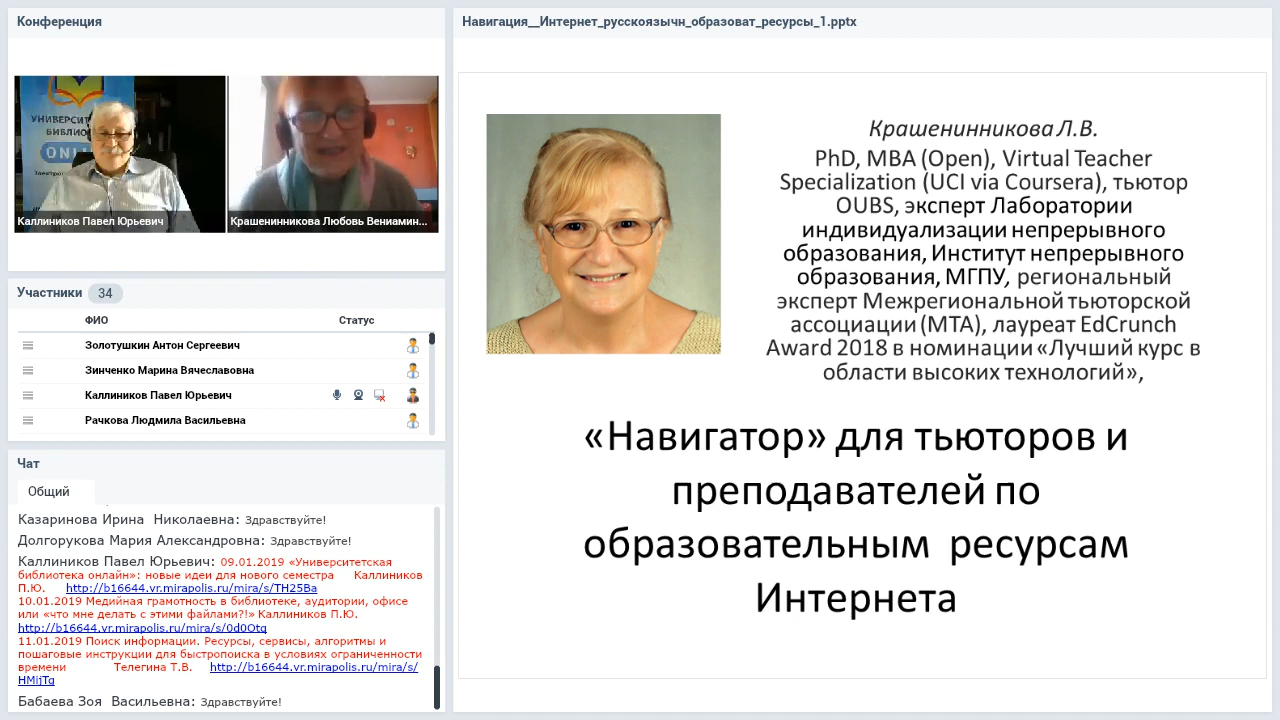 Конференция
УНИВЕРСИТ
БИБЛИО
ONLI
Каллиников Павел Юрьевич
Крашенинникова Любовь Вениамин...
Участники 34
ФИО Статус
Золотушкин Антон Сергеевич
Зинченко Марина Вячеславовна
Каллиников Павел Юрьевич
Рачкова Людмила Васильевна
Чат
Общий
Казаринова Ирина Николаевна: Здравствуйте!
Долгорукова Мария Александровна: Здравствуйте!
Каллиников Павел Юрьевич: 09.01.2019 «Университетская
библиотека онлайн»: новые идеи для нового семестра Каллиников
П.Ю. http://b16644.vr.mirapolis.ru/mira/s/TH25Ba
10.01.2019 Медийная грамотность в библиотеке, аудитории, офисе
или «что мне делать с этими файлами?!» Каллиников П.Ю.
http://b16644.vr.mirapolis.ru/mira/s/0d0Otq
11.01.2019 Поиск информации. Ресурсы, сервисы, алгоритмы и
пошаговые инструкции для быстропоиска в условиях ограниченности
времени Телегина Т.В. http://b16644.vr.mirapolis.ru/mira/s/
HMijTq
Бабаева Зоя Васильевна: Здравствуйте!
Навигация__Интернет_русскоязычн_образоват_ресурсы_1.pptx
Крашенинникова Л.В.
PhD, MBA (Open), Virtual Teacher
Specialization (UCI via Coursera), тьютор
OUBS, эксперт Лаборатории
индивидуализации непрерывного
образования, Институт непрерывного
образования, МГПУ, региональный
эксперт Межрегиональной тьюторской
ассоциации (МТА), лауреат EdCrunch
Award 2018 в номинации «Лучший курс в
области высоких технологий»,
«Навигатор» для тьюторов и
преподавателей по
образовательным ресурсам
Интернета